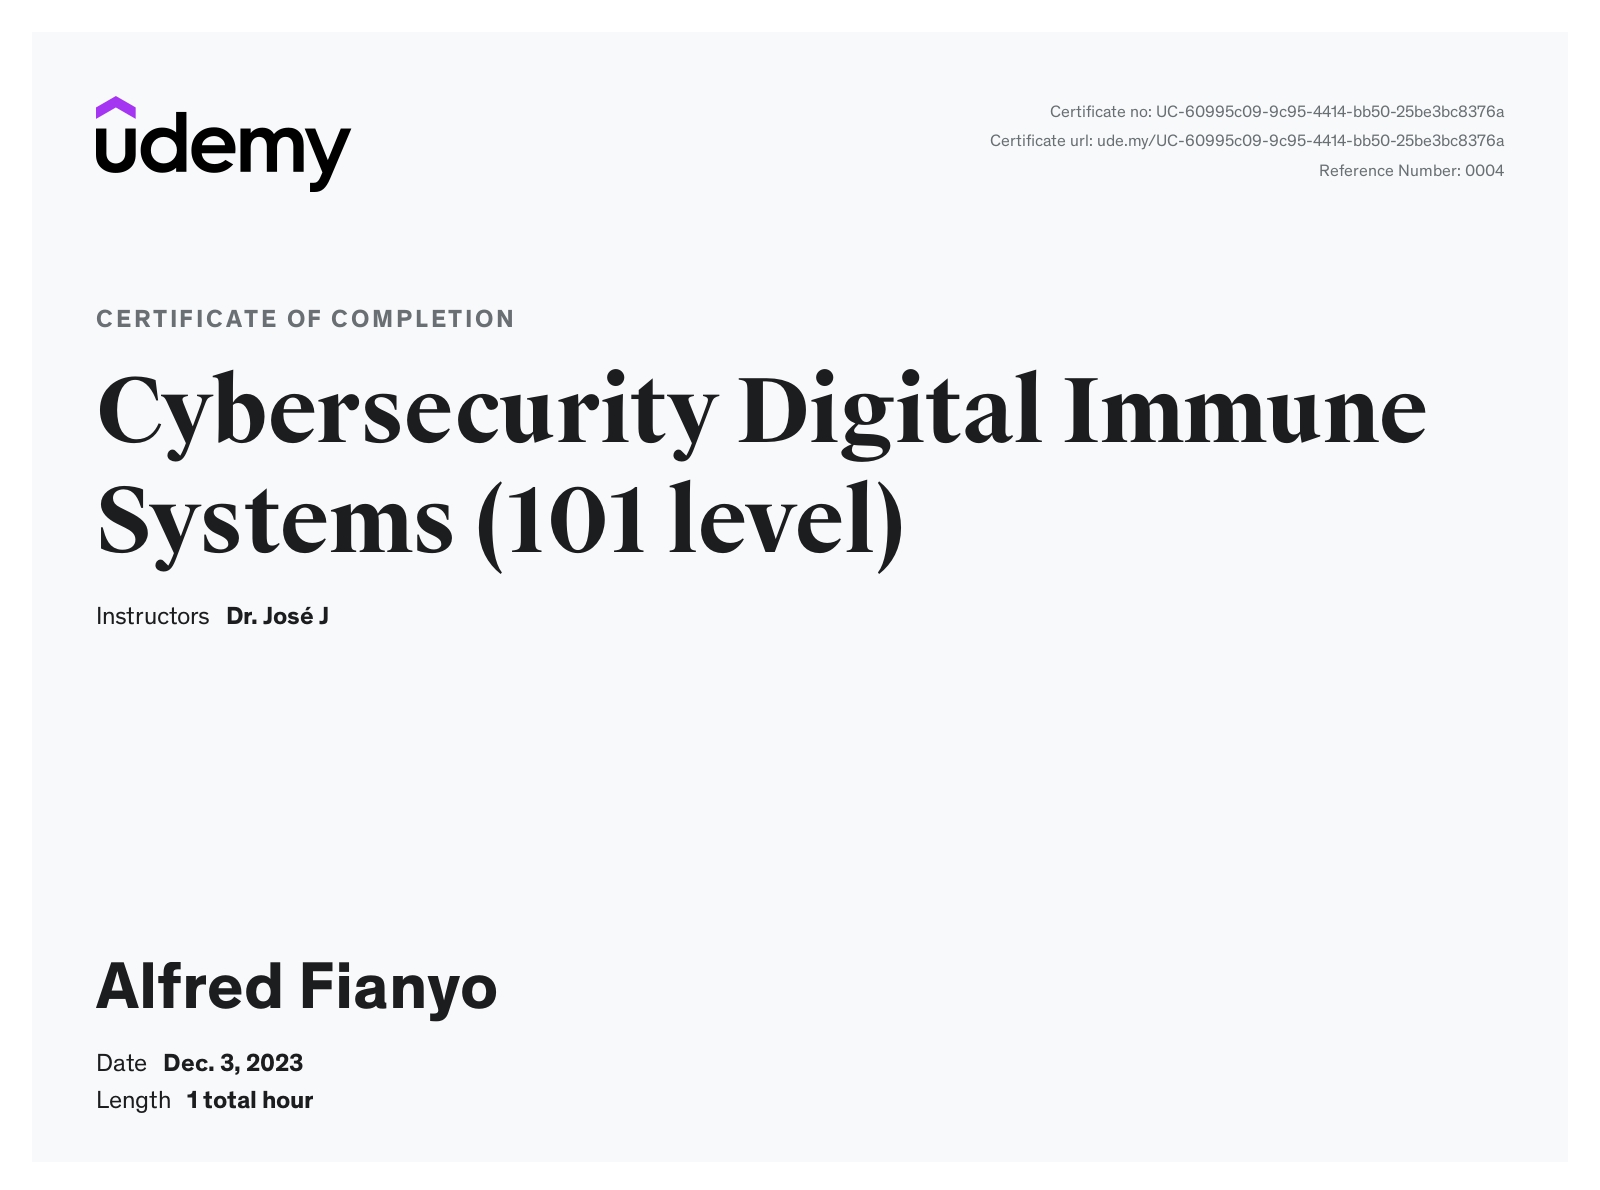 udemy
Certificate no: UC-60995c09-9c95-4414-bb50-25be3bc8376a
Certificate url: ude.my/UC-60995c09-9c95-4414-bb50-25be3bc8376a
Reference Number: 0004
CERTIFICATE OF COMPLETION
Cybersecurity Digital Immune
Systems (101 level)
Instructors Dr. José J
Alfred Fianyo
Date Dec. 3, 2023
Length 1 total hour